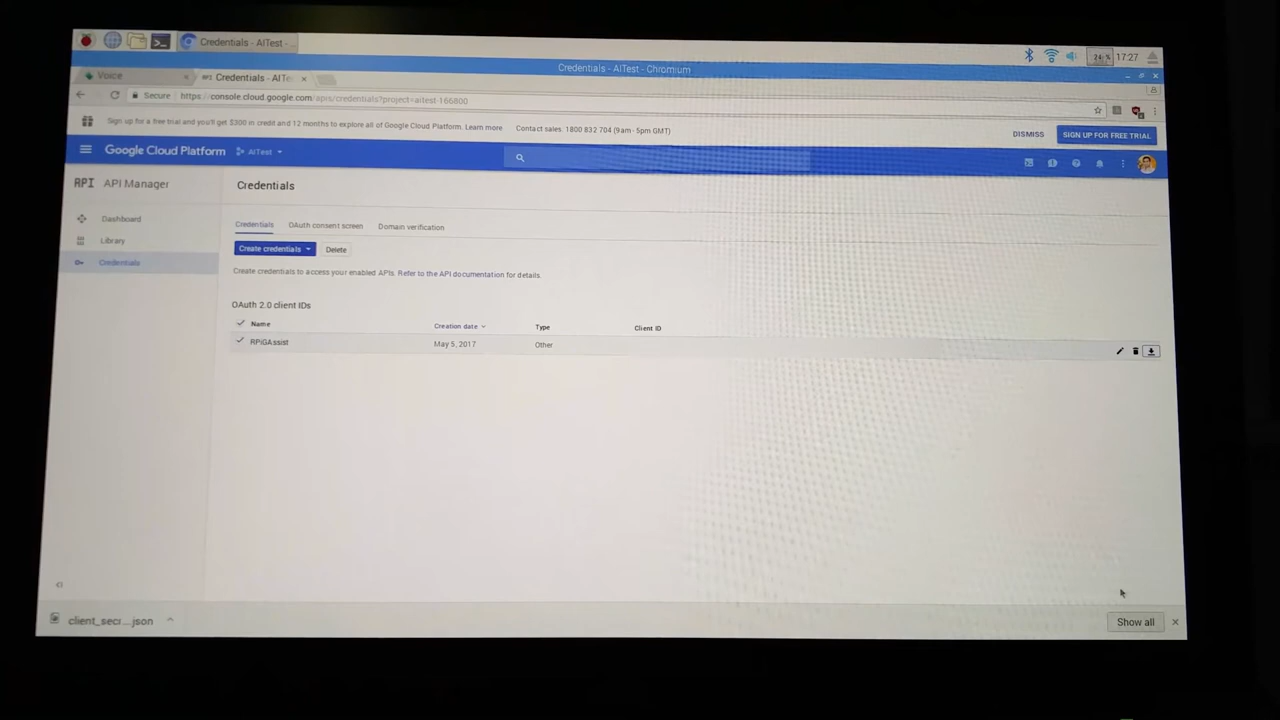 Credentials - AITest - ...
24 %
17:27
Credentials - AITest - Chromium
Voice
Credentials - AITe
Secure
https://console.cloud.google.com/apis/credentials?project=aitest-166800
Sign up for a free trial and you'll get $300 in credit and 12 months to explore all of Google Cloud Platform. Learn more
Contact sales: 1800 832 704 (9am - 5pm GMT)
DISMISS
SIGN UP FOR FREE TRIAL
Google Cloud Platform
AITest
API
API Manager
Credentials
Dashboard
Library
Credentials
Credentials
OAuth consent screen
Domain verification
Create credentials
Delete
Create credentials to access your enabled APIs. Refer to the API documentation for details.
OAuth 2.0 client IDs
Name
Creation date
Type
Client ID
RPiGAssist
May 5, 2017
Other
client_secr....json
Show all